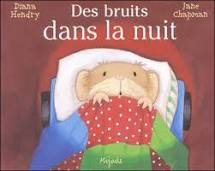 Diana
Hendry
Jane
Chapman
Des bruits
dans la nuit
Mijade